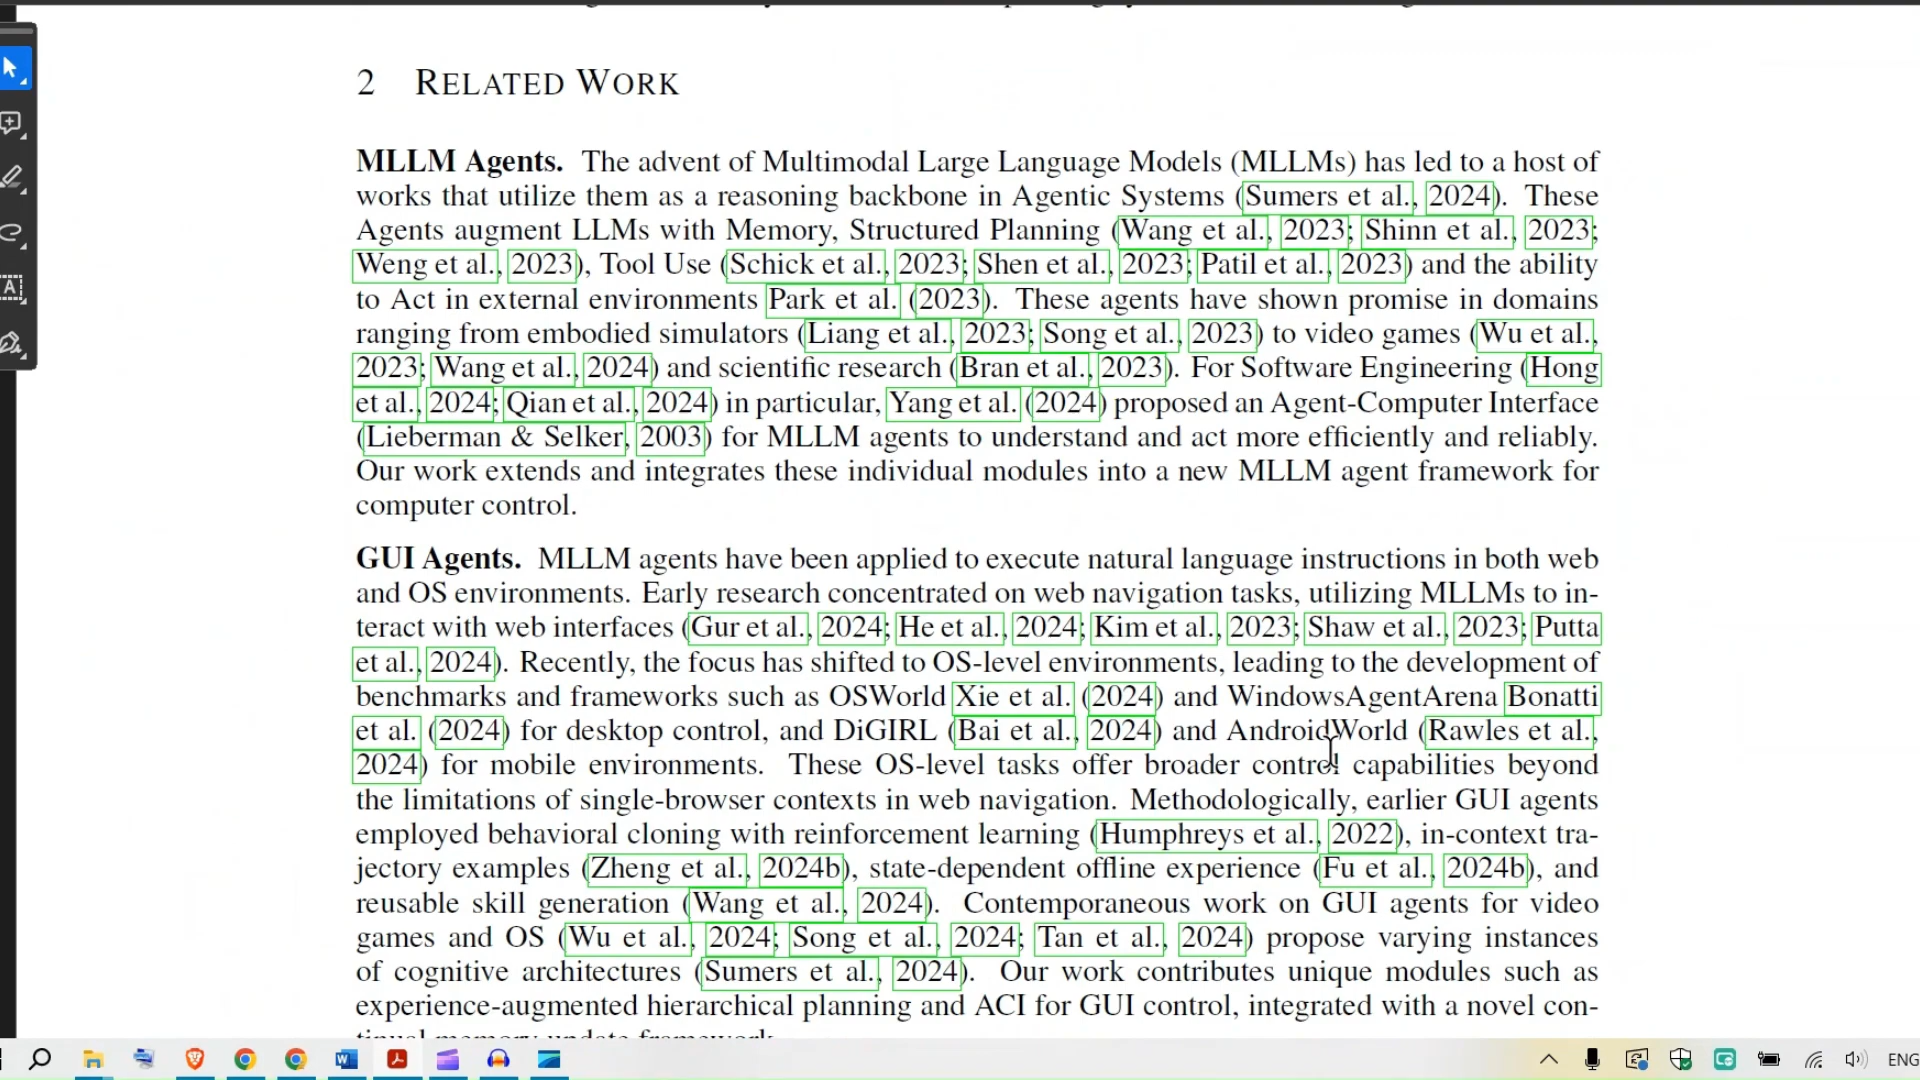 2 RELATED WORK
MLLM Agents. The advent of Multimodal Large Language Models (MLLMs) has led to a host of
works that utilize them as a reasoning backbone in Agentic Systems (Sumers et al., 2024). These
Agents augment LLMs with Memory, Structured Planning (Wang et al., 2023; Shinn et al., 2023;
Weng et al., 2023), Tool Use (Schick et al., 2023; Shen et al., 2023; Patil et al., 2023) and the ability
to Act in external environments Park et al. (2023). These agents have shown promise in domains
ranging from embodied simulators (Liang et al., 2023; Song et al., 2023) to video games (Wu et al.,
2023; Wang et al., 2024) and scientific research (Bran et al., 2023). For Software Engineering (Hong
et al., 2024; Qian et al., 2024) in particular, Yang et al. (2024) proposed an Agent-Computer Interface
(Lieberman & Selker, 2003) for MLLM agents to understand and act more efficiently and reliably.
Our work extends and integrates these individual modules into a new MLLM agent framework for
computer control.
GUI Agents. MLLM agents have been applied to execute natural language instructions in both web
and OS environments. Early research concentrated on web navigation tasks, utilizing MLLMs to in-
teract with web interfaces (Gur et al., 2024; He et al., 2024; Kim et al., 2023; Shaw et al., 2023; Putta
et al., 2024). Recently, the focus has shifted to OS-level environments, leading to the development of
benchmarks and frameworks such as OSWorld Xie et al. (2024) and WindowsAgentArena Bonatti
et al. (2024) for desktop control, and DiGIRL (Bai et al., 2024) and AndroidWorld (Rawles et al.,
2024) for mobile environments. These OS-level tasks offer broader control capabilities beyond
the limitations of single-browser contexts in web navigation. Methodologically, earlier GUI agents
employed behavioral cloning with reinforcement learning (Humphreys et al., 2022), in-context tra-
jectory examples (Zheng et al., 2024b), state-dependent offline experience (Fu et al., 2024b), and
reusable skill generation (Wang et al., 2024). Contemporaneous work on GUI agents for video
games and OS (Wu et al., 2024; Song et al., 2024; Tan et al., 2024) propose varying instances
of cognitive architectures (Sumers et al., 2024). Our work contributes unique modules such as
experience-augmented hierarchical planning and ACI for GUI control, integrated with a novel con-
tinual memory update framework.
ENG